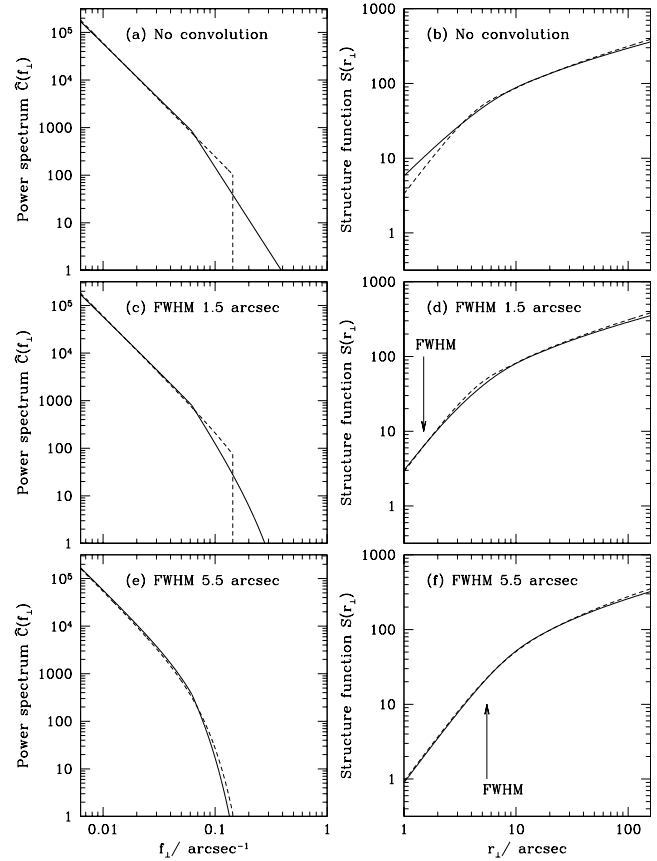 (a) No convolution
Power spectrum Ĉ(f⊥)
10⁵
10⁴
1000
100
10
1
(b) No convolution
Structure function S(r⊥)
1000
100
10
1
(c) FWHM 1.5 arcsec
Power spectrum Ĉ(f⊥)
10⁵
10⁴
1000
100
10
1
(d) FWHM 1.5 arcsec
FWHM
Structure function S(r⊥)
1000
100
10
1
(e) FWHM 5.5 arcsec
Power spectrum Ĉ(f⊥)
10⁵
10⁴
1000
100
10
1
0.01 0.1 1
f⊥/ arcsec⁻¹
(f) FWHM 5.5 arcsec
FWHM
Structure function S(r⊥)
1000
100
10
1
1 10 100
r⊥/ arcsec